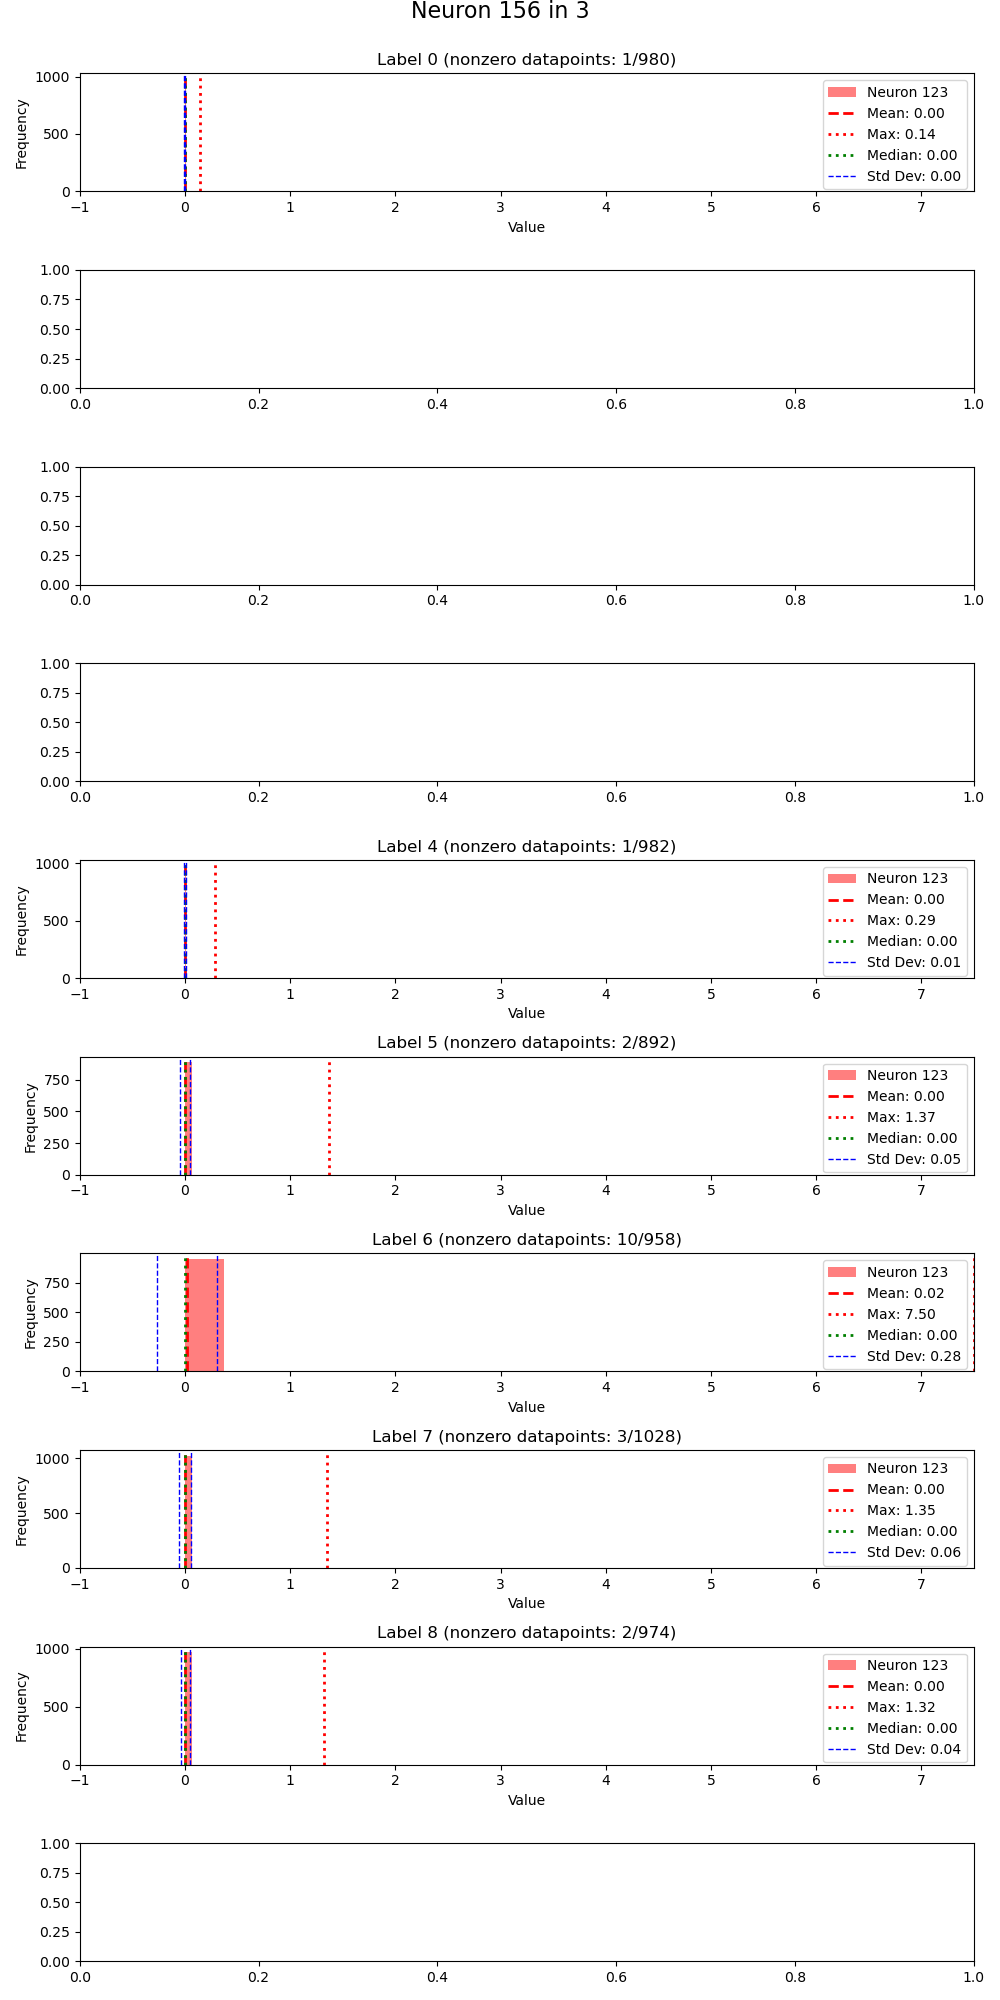 Neuron 156 in 3
Label 0 (nonzero datapoints: 1/980)
Frequency
1000
500
0
Neuron 123
Mean: 0.00
Max: 0.14
Median: 0.00
Std Dev: 0.00
−1 0 1 2 3 4 5 6 7
Value
1.00
0.75
0.50
0.25
0.00
0.0 0.2 0.4 0.6 0.8 1.0
1.00
0.75
0.50
0.25
0.00
0.0 0.2 0.4 0.6 0.8 1.0
1.00
0.75
0.50
0.25
0.00
0.0 0.2 0.4 0.6 0.8 1.0
Label 4 (nonzero datapoints: 1/982)
Frequency
1000
500
0
Neuron 123
Mean: 0.00
Max: 0.29
Median: 0.00
Std Dev: 0.01
−1 0 1 2 3 4 5 6 7
Value
Label 5 (nonzero datapoints: 2/892)
Frequency
750
500
250
0
Neuron 123
Mean: 0.00
Max: 1.37
Median: 0.00
Std Dev: 0.05
−1 0 1 2 3 4 5 6 7
Value
Label 6 (nonzero datapoints: 10/958)
Frequency
750
500
250
0
Neuron 123
Mean: 0.02
Max: 7.50
Median: 0.00
Std Dev: 0.28
−1 0 1 2 3 4 5 6 7
Value
Label 7 (nonzero datapoints: 3/1028)
Frequency
1000
500
0
Neuron 123
Mean: 0.00
Max: 1.35
Median: 0.00
Std Dev: 0.06
−1 0 1 2 3 4 5 6 7
Value
Label 8 (nonzero datapoints: 2/974)
Frequency
1000
500
0
Neuron 123
Mean: 0.00
Max: 1.32
Median: 0.00
Std Dev: 0.04
−1 0 1 2 3 4 5 6 7
Value
1.00
0.75
0.50
0.25
0.00
0.0 0.2 0.4 0.6 0.8 1.0